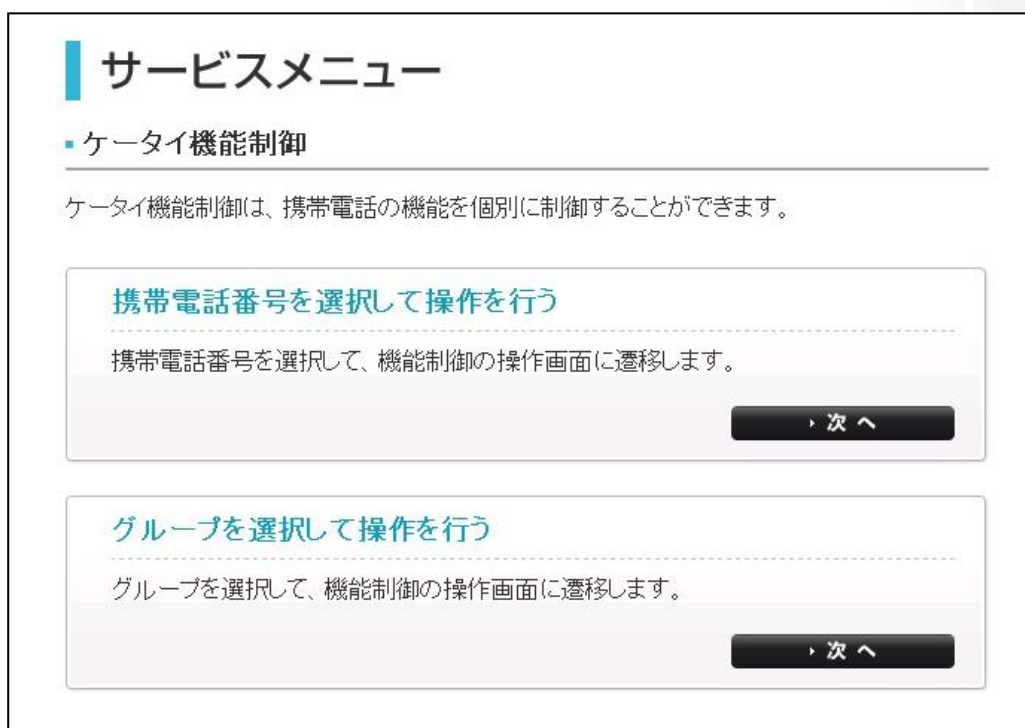 サービスメニュー
ケータイ機能制御
ケータイ機能制御は、携帯電話の機能を個別に制御することができます。
携帯電話番号を選択して操作を行う
携帯電話番号を選択して、機能制御の操作画面に遷移します。
次へ
グループを選択して操作を行う
グループを選択して、機能制御の操作画面に遷移します。
次へ